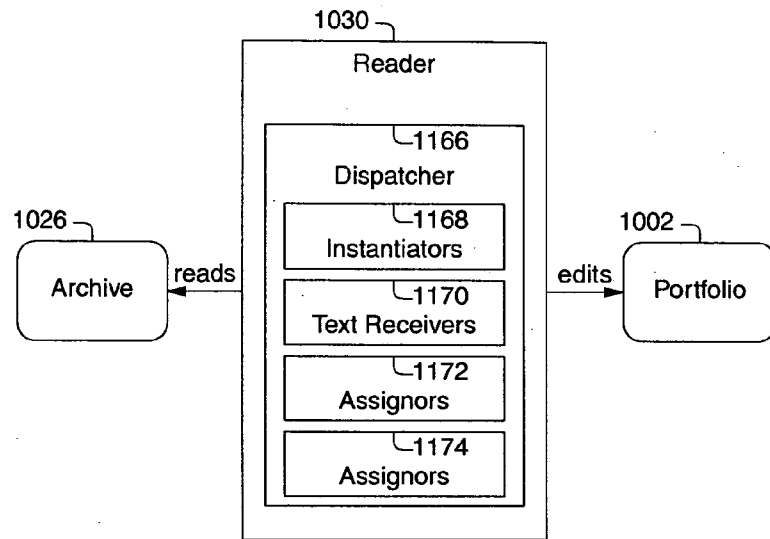 1030
Reader
1166
Dispatcher
1168
Instantiators
1170
Text Receivers
1172
Assignors
1174
Assignors
1026
Archive
reads
edits
1002
Portfolio